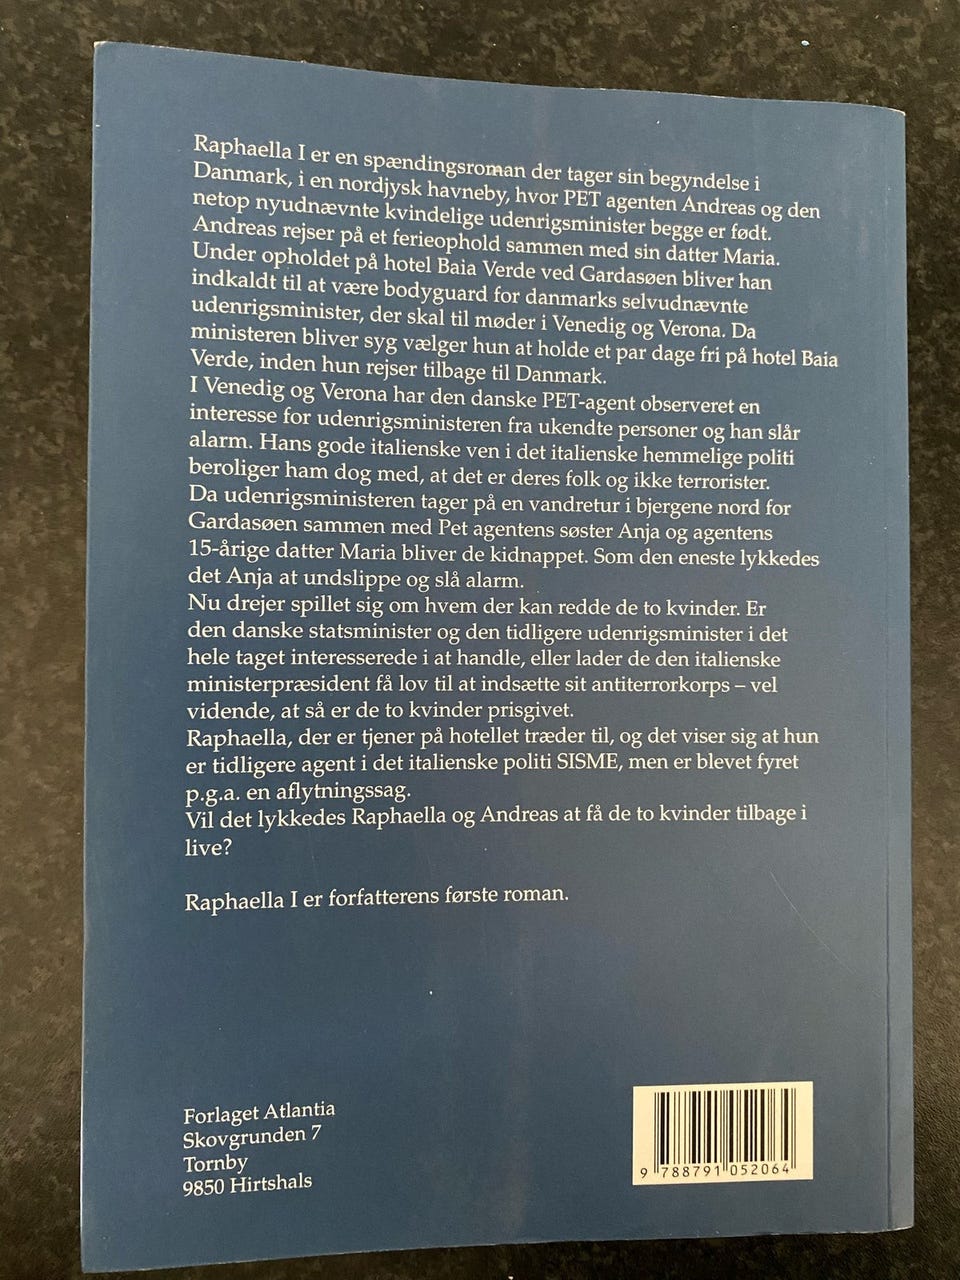 Raphaella I er en spændingsroman der tager sin begyndelse i
Danmark, i en nordjysk havneby, hvor PET agenten Andreas og den
netop nyudnævnte kvindelige udenrigsminister begge er født.
Andreas rejser på et ferieophold sammen med sin datter Maria.
Under opholdet på hotel Baia Verde ved Gardasøen bliver han
indkaldt til at være bodyguard for danmarks selvudnævnte
udenrigsminister, der skal til møder i Venedig og Verona. Da
ministeren bliver syg vælger hun at holde et par dage fri på hotel Baia
Verde, inden hun rejser tilbage til Danmark.
I Venedig og Verona har den danske PET-agent observeret en
interesse for udenrigsministeren fra ukendte personer og han slår
alarm. Hans gode italienske ven i det italienske hemmelige politi
beroliger ham dog med, at det er deres folk og ikke terrorister.
Da udenrigsministeren tager på en vandretur i bjergene nord for
Gardasøen sammen med Pet agentens søster Anja og agentens
15-årige datter Maria bliver de kidnappet. Som den eneste lykkedes
det Anja at undslippe og slå alarm.
Nu drejer spillet sig om hvem der kan redde de to kvinder. Er
den danske statsminister og den tidligere udenrigsminister i det
hele taget interesserede i at handle, eller lader de den italienske
ministerpræsident få lov til at indsætte sit antiterrorkorps – vel
vidende, at så er de to kvinder prisgivet.
Raphaella, der er tjener på hotellet træder til, og det viser sig at hun
er tidligere agent i det italienske politi SISME, men er blevet fyret
p.g.a. en aflytningssag.
Vil det lykkedes Raphaella og Andreas at få de to kvinder tilbage i
live?
Raphaella I er forfatterens første roman.
Forlaget Atlantia
Skovgrunden 7
Tornby
9850 Hirtshals
9 788791 052064